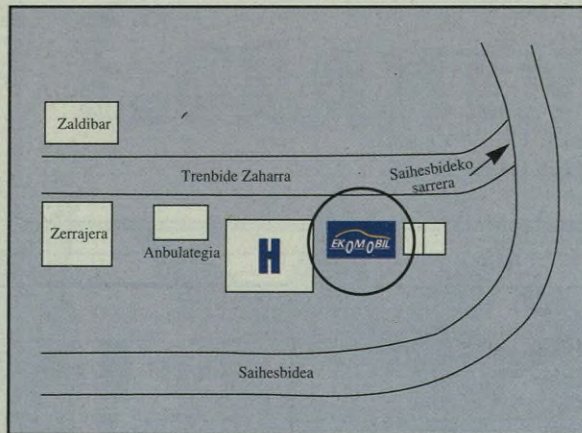 Zaldibar
Trenbide Zaharra
Saihesbideko
sarrera
Zerrajera
Anbulategia
H
EKOMOBIL
Saihesbidea